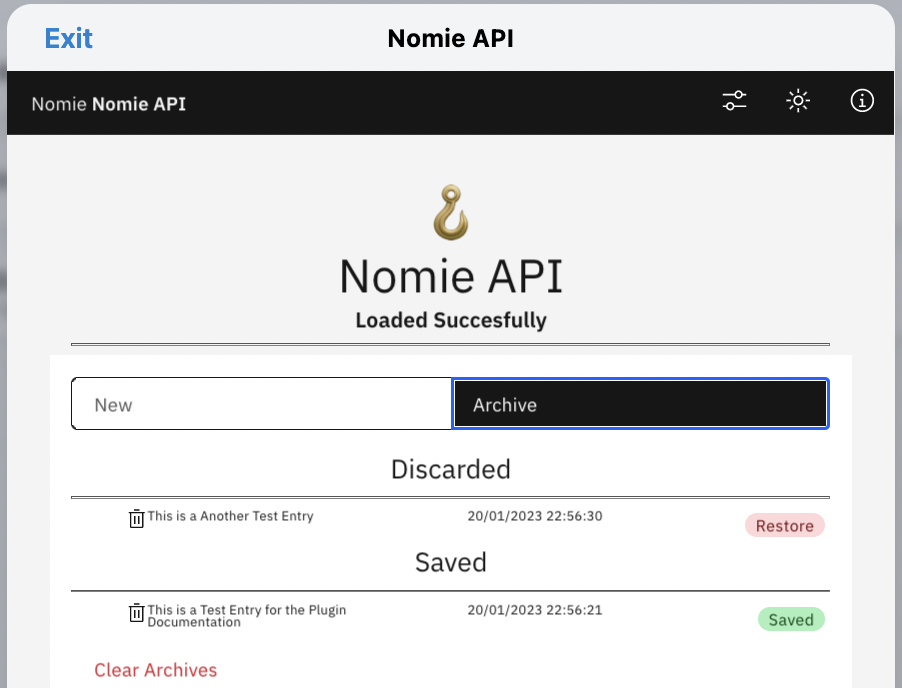 Exit
Nomie API
Nomie Nomie API
Nomie API
Loaded Succesfully
New
Archive
Discarded
This is a Another Test Entry
20/01/2023 22:56:30
Restore
Saved
This is a Test Entry for the Plugin
Documentation
20/01/2023 22:56:21
Saved
Clear Archives